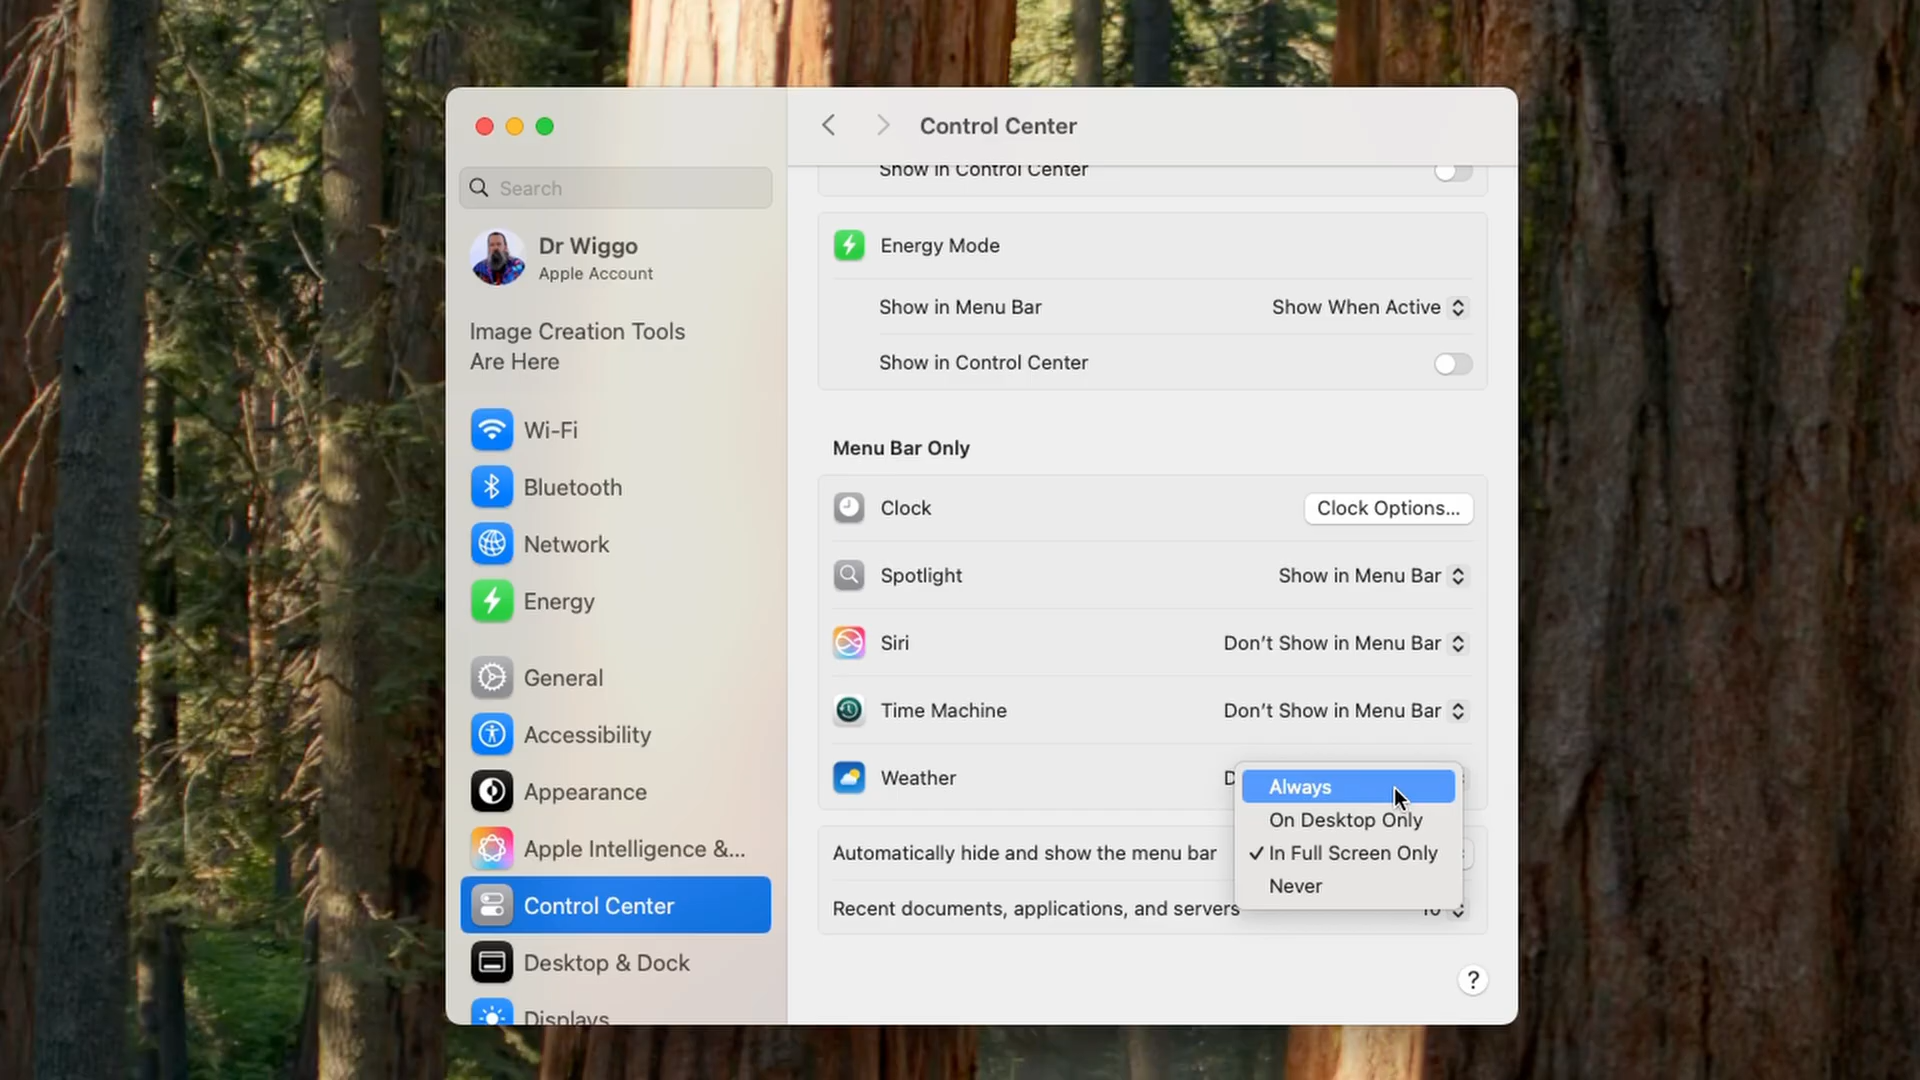 Control Center
Search
Dr Wiggo
Apple Account
Image Creation Tools
Are Here
Wi-Fi
Bluetooth
Network
Energy
General
Accessibility
Appearance
Apple Intelligence &...
Control Center
Desktop & Dock
Displays
Show in Control Center
Energy Mode
Show in Menu Bar Show When Active
Show in Control Center
Menu Bar Only
Clock Clock Options...
Spotlight Show in Menu Bar
Siri Don't Show in Menu Bar
Time Machine Don't Show in Menu Bar
Weather
Always
On Desktop Only
Automatically hide and show the menu bar ✓ In Full Screen Only
Never
Recent documents, applications, and servers 10
?